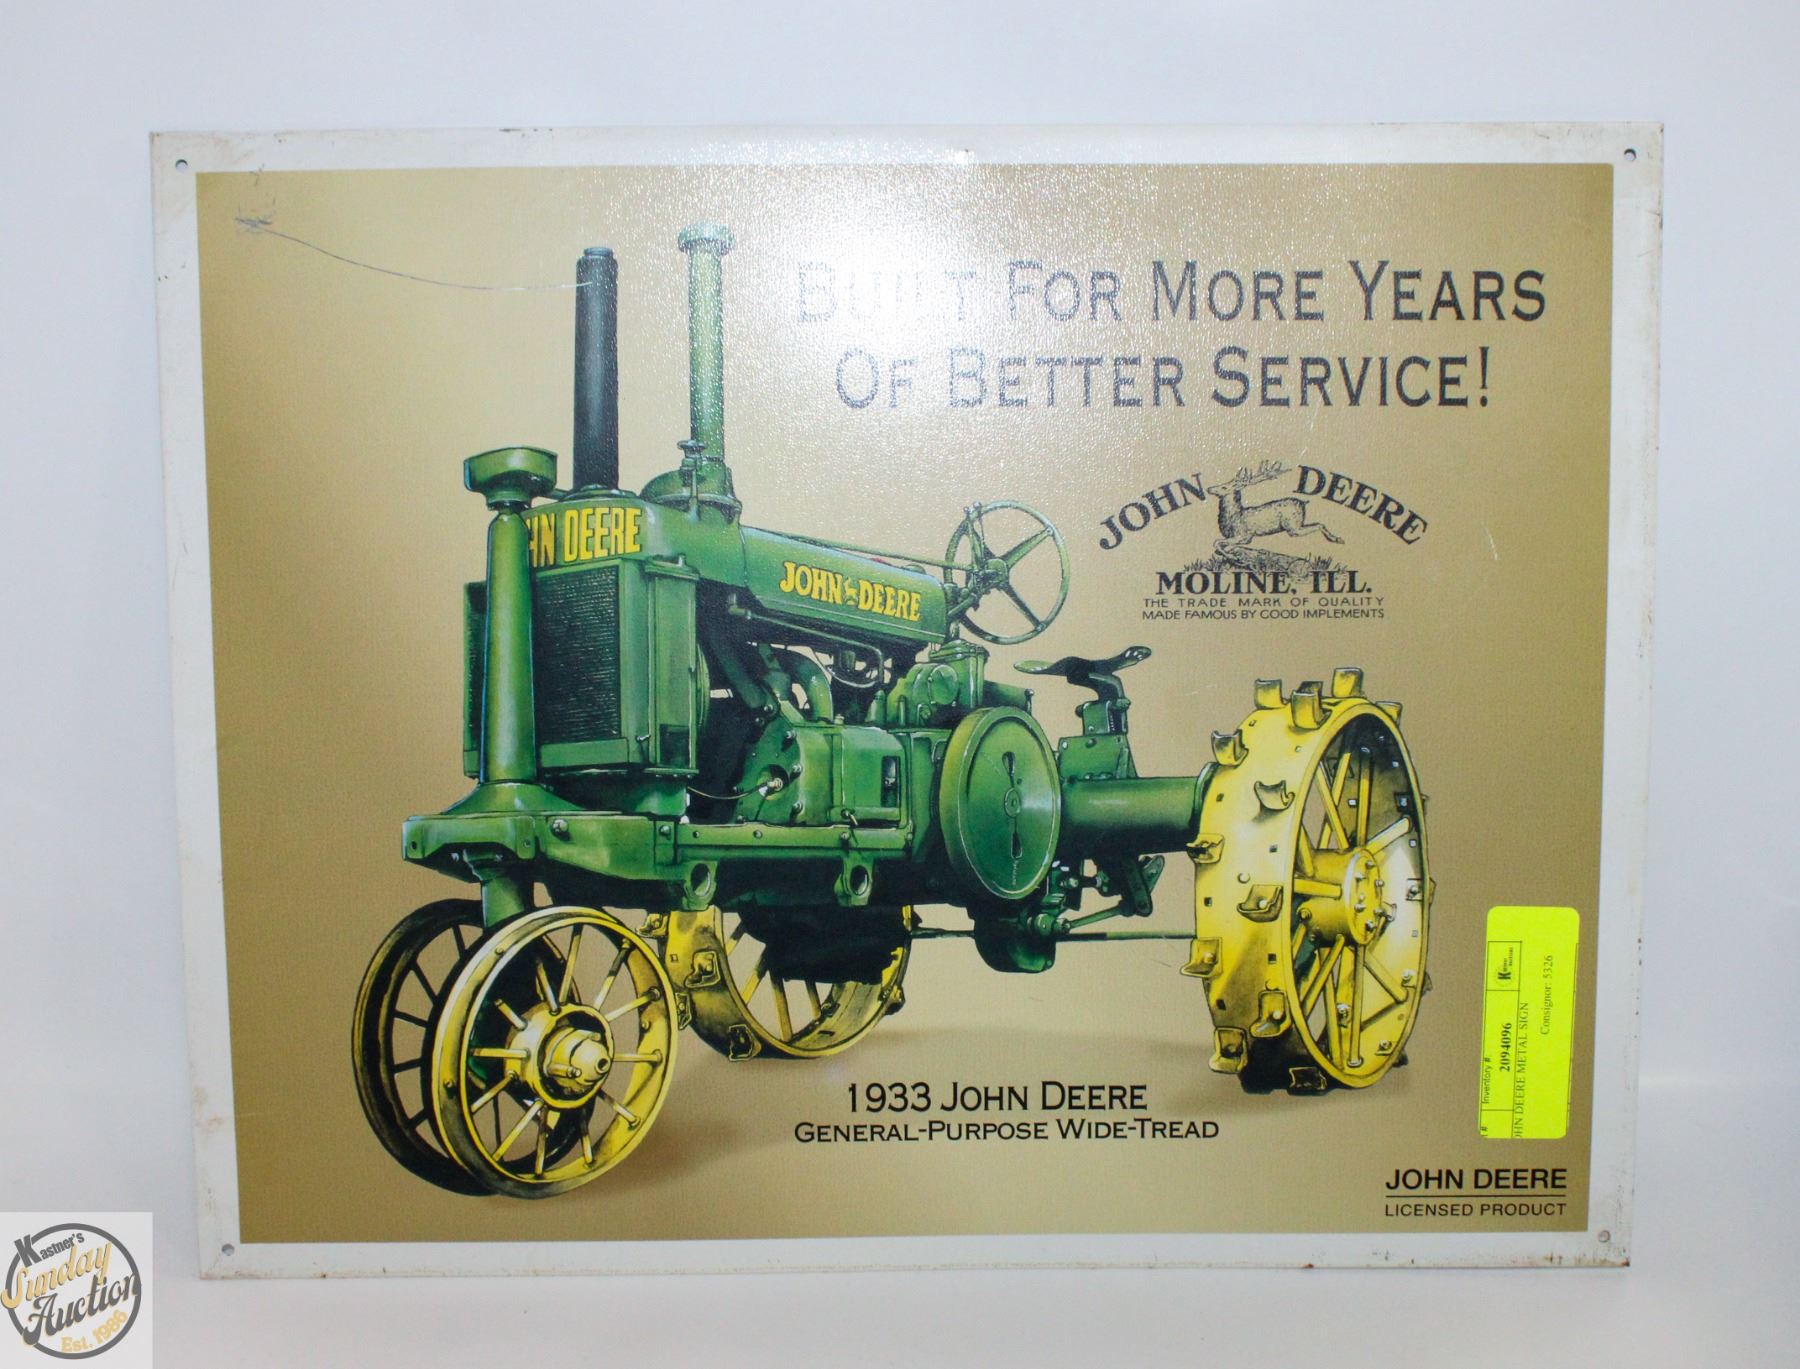 BUILT FOR MORE YEARS
OF BETTER SERVICE!
JOHN DEERE
MOLINE, ILL.
THE TRADE MARK OF QUALITY
MADE FAMOUS BY GOOD IMPLEMENTS
HN DEERE
JOHN DEERE
1933 JOHN DEERE
GENERAL-PURPOSE WIDE-TREAD
JOHN DEERE
LICENSED PRODUCT
Inventory #
2094096
OHN DEERE METAL SIGN
Consignor: 5326
Kastner's
Sunday
Auction
Est. 1986